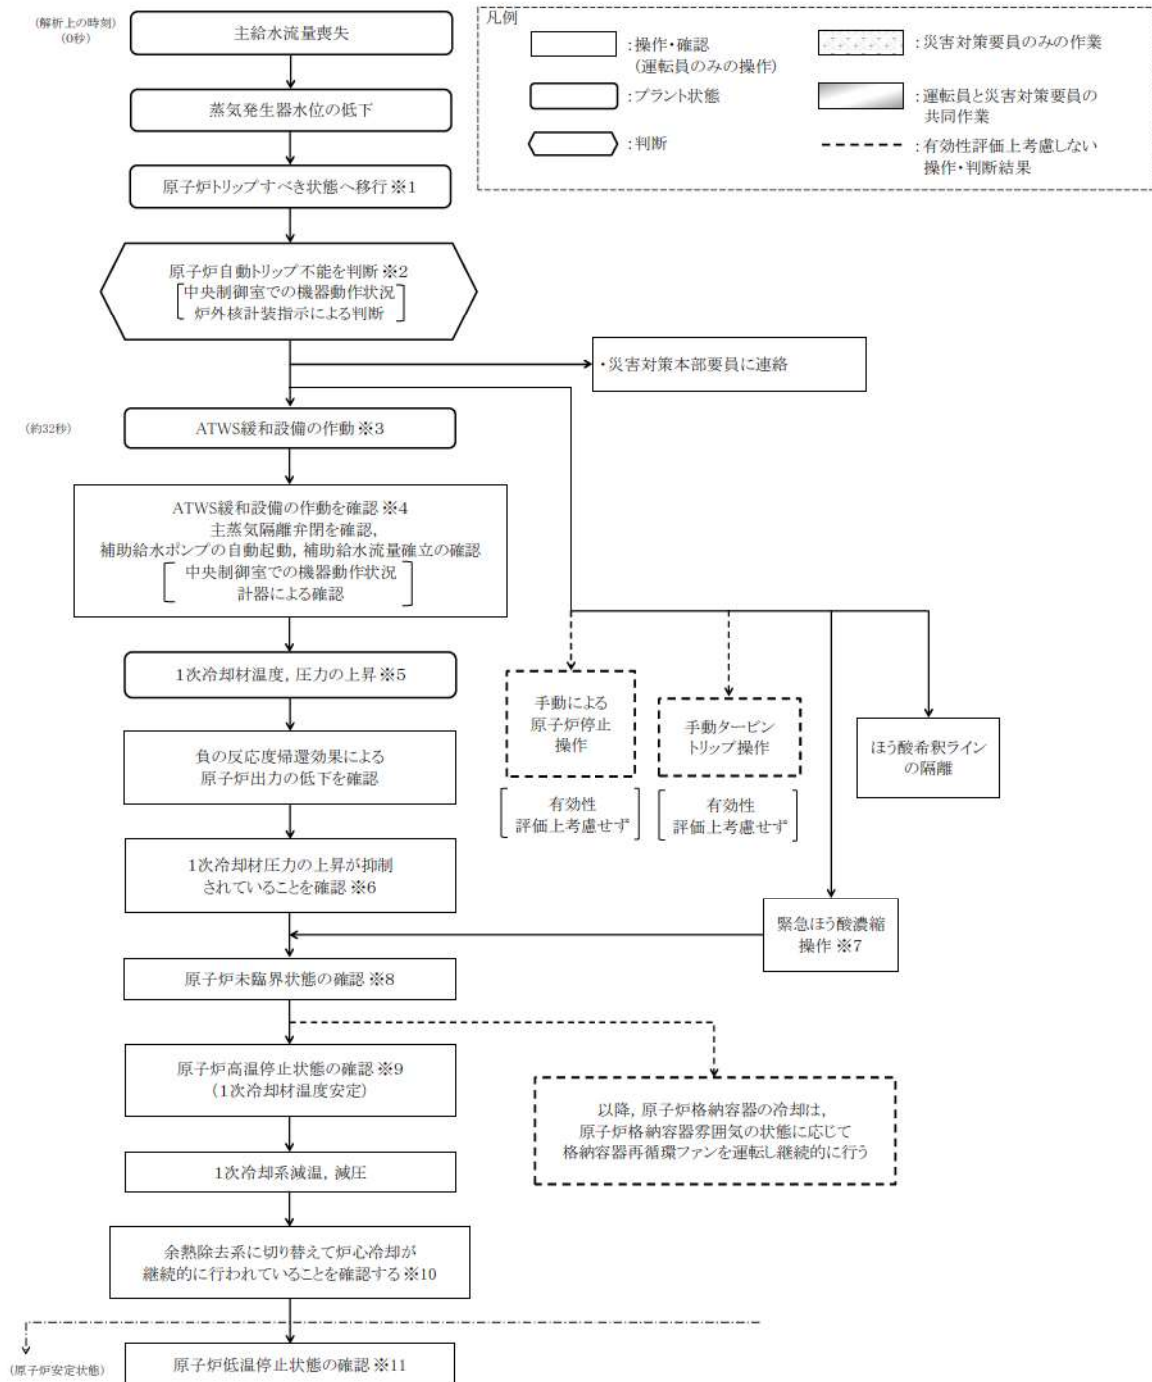 (解析上の時刻)
(0秒)
主給水流量喪失
凡例
:操作・確認
(運転員のみの操作)
:プラント状態
:判断
:災害対策要員のみの作業
:運転員と災害対策要員の
共同作業
:有効性評価上考慮しない
操作・判断結果
蒸気発生器水位の低下
原子炉トリップすべき状態へ移行※1
原子炉自動トリップ不能を判断※2
中央制御室での機器動作状況
炉外核計装指示による判断
・災害対策本部要員に連絡
(約32秒)
ATWS緩和設備の作動※3
ATWS緩和設備の作動を確認※4
主蒸気隔離弁閉を確認,
補助給水ポンプの自動起動, 補助給水流量確立の確認
中央制御室での機器動作状況
計器による確認
1次冷却材温度, 圧力の上昇※5
手動による
原子炉停止
操作
有効性
評価上考慮せず
手動タービン
トリップ操作
有効性
評価上考慮せず
ほう酸希釈ライン
の隔離
負の反応度帰還効果による
原子炉出力の低下を確認
1次冷却材圧力の上昇が抑制
されていることを確認※6
緊急ほう酸濃縮
操作※7
原子炉未臨界状態の確認※8
原子炉高温停止状態の確認※9
(1次冷却材温度安定)
以降, 原子炉格納容器の冷却は,
原子炉格納容器雰囲気の状態に応じて
格納容器再循環ファンを運転し継続的に行う
1次冷却系減温, 減圧
余熱除去系に切り替えて炉心冷却が
継続的に行われていることを確認する※10
(原子炉安定状態)
原子炉低温停止状態の確認※11